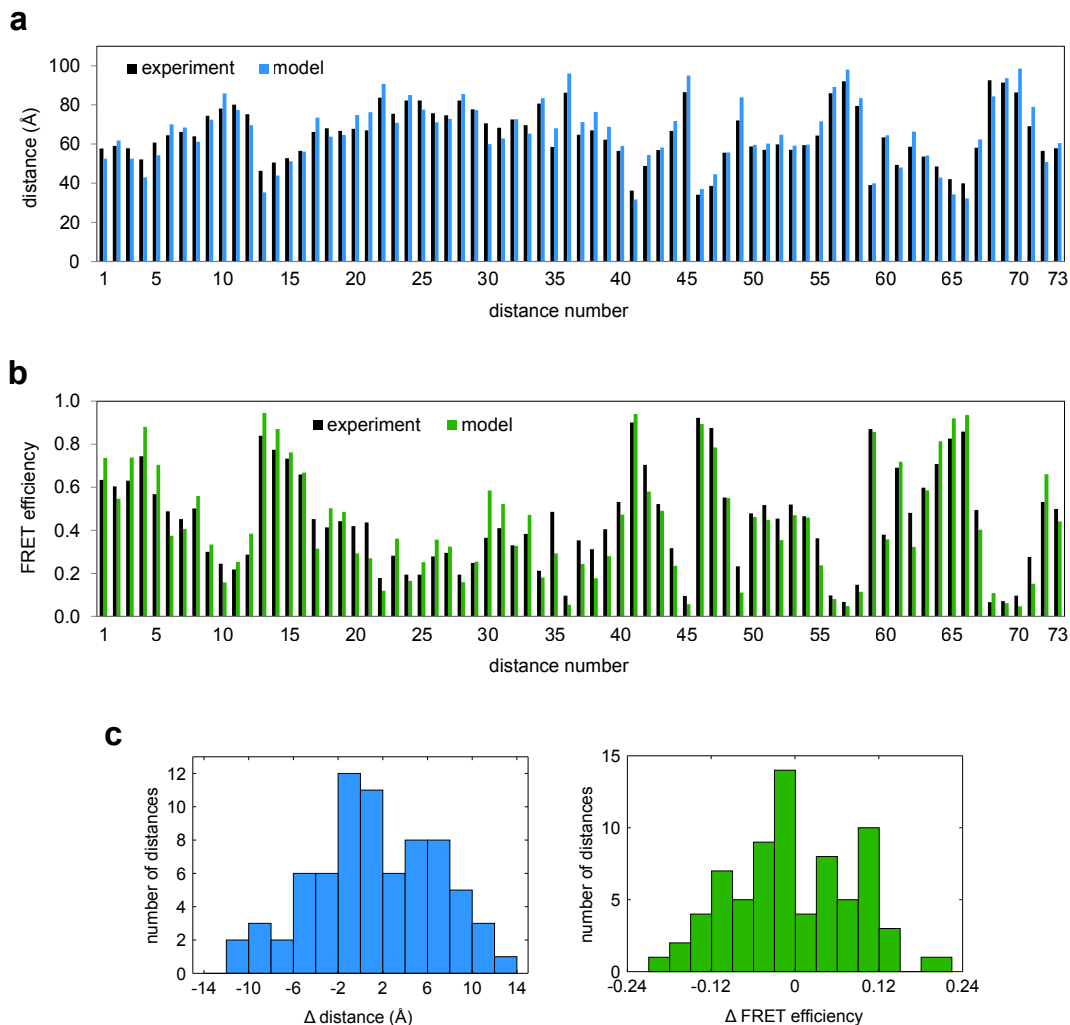 a
experiment model
distance (Å)
100
80
60
40
20
0
1 5 10 15 20 25 30 35 40 45 50 55 60 65 70 73
distance number
b
experiment model
FRET efficiency
1.0
0.8
0.6
0.4
0.2
0.0
1 5 10 15 20 25 30 35 40 45 50 55 60 65 70 73
distance number
c
number of distances
12
10
8
6
4
2
0
-14 -10 -6 -2 2 6 10 14
Δ distance (Å)
number of distances
15
10
5
0
-0.24 -0.12 0 0.12 0.24
Δ FRET efficiency